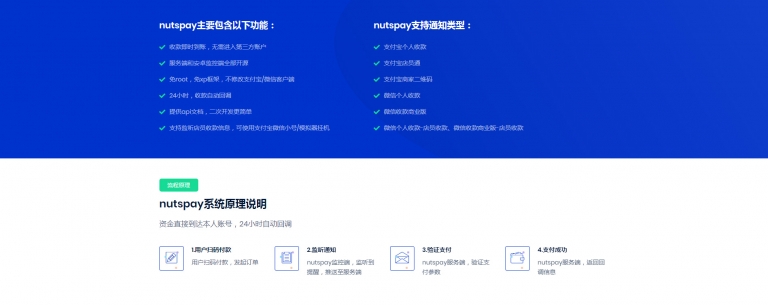 nutspay主要包含以下功能：
收款即时到账，无需进入第三方账户
服务端和安卓监控端全部开源
免root，免xp框架，不修改支付宝/微信客户端
24小时，收款自动回调
提供api文档，二次开发更简单
支持监听店员收款信息，可使用支付宝微信小号/模拟器挂机
nutspay支持通知类型：
支付宝个人收款
支付宝店员通
支付宝商家二维码
微信个人收款
微信收款商业版
微信个人收款-店员收款、微信收款商业版-店员收款
nutspay系统原理说明
资金直接到达本人账号，24小时自动回调
1.用户扫码付款
用户扫码付款，发起订单
2.监听通知
nutspay监控端，监听到
提醒，推送至服务端
3.验证支付
nutspay服务端，验证支
付参数
4.支付成功
nutspay服务端，返回回
调信息